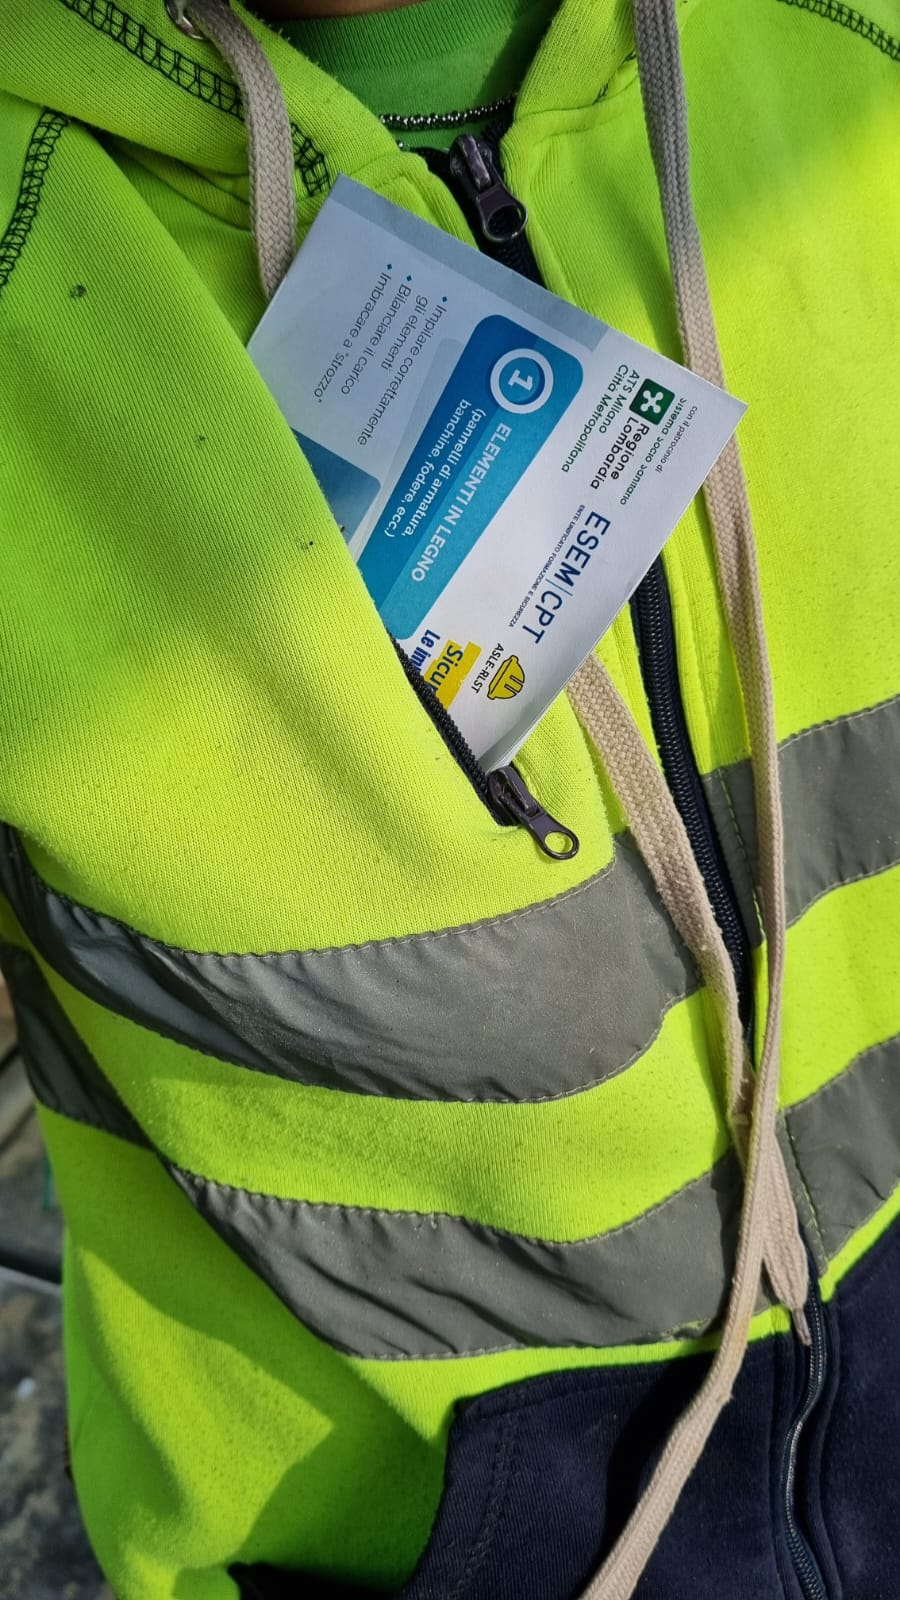 con il patrocinio di
Sistema Socio Sanitario
Regione
Lombardia
ATS Milano
Città Metropolitana
ESEM|CPT
ENTE UNIFICATO FORMAZIONE E SICUREZZA
ASLE-RLST
Sicu
Le im
1
ELEMENTI IN LEGNO
(pannelli di armatura,
banchine, fodere, ecc.)
• Impilare correttamente
gli elementi
• Bilanciare il carico
• Imbracare a "strozzo"